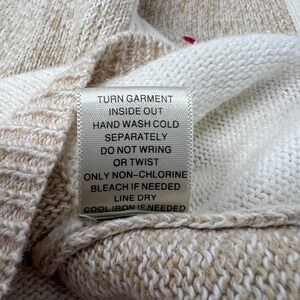 TURN GARMENT
INSIDE OUT
HAND WASH COLD
SEPARATELY
DO NOT WRING
OR TWIST
ONLY NON-CHLORINE
BLEACH IF NEEDED
LINE DRY
COOL IRON IF NEEDED